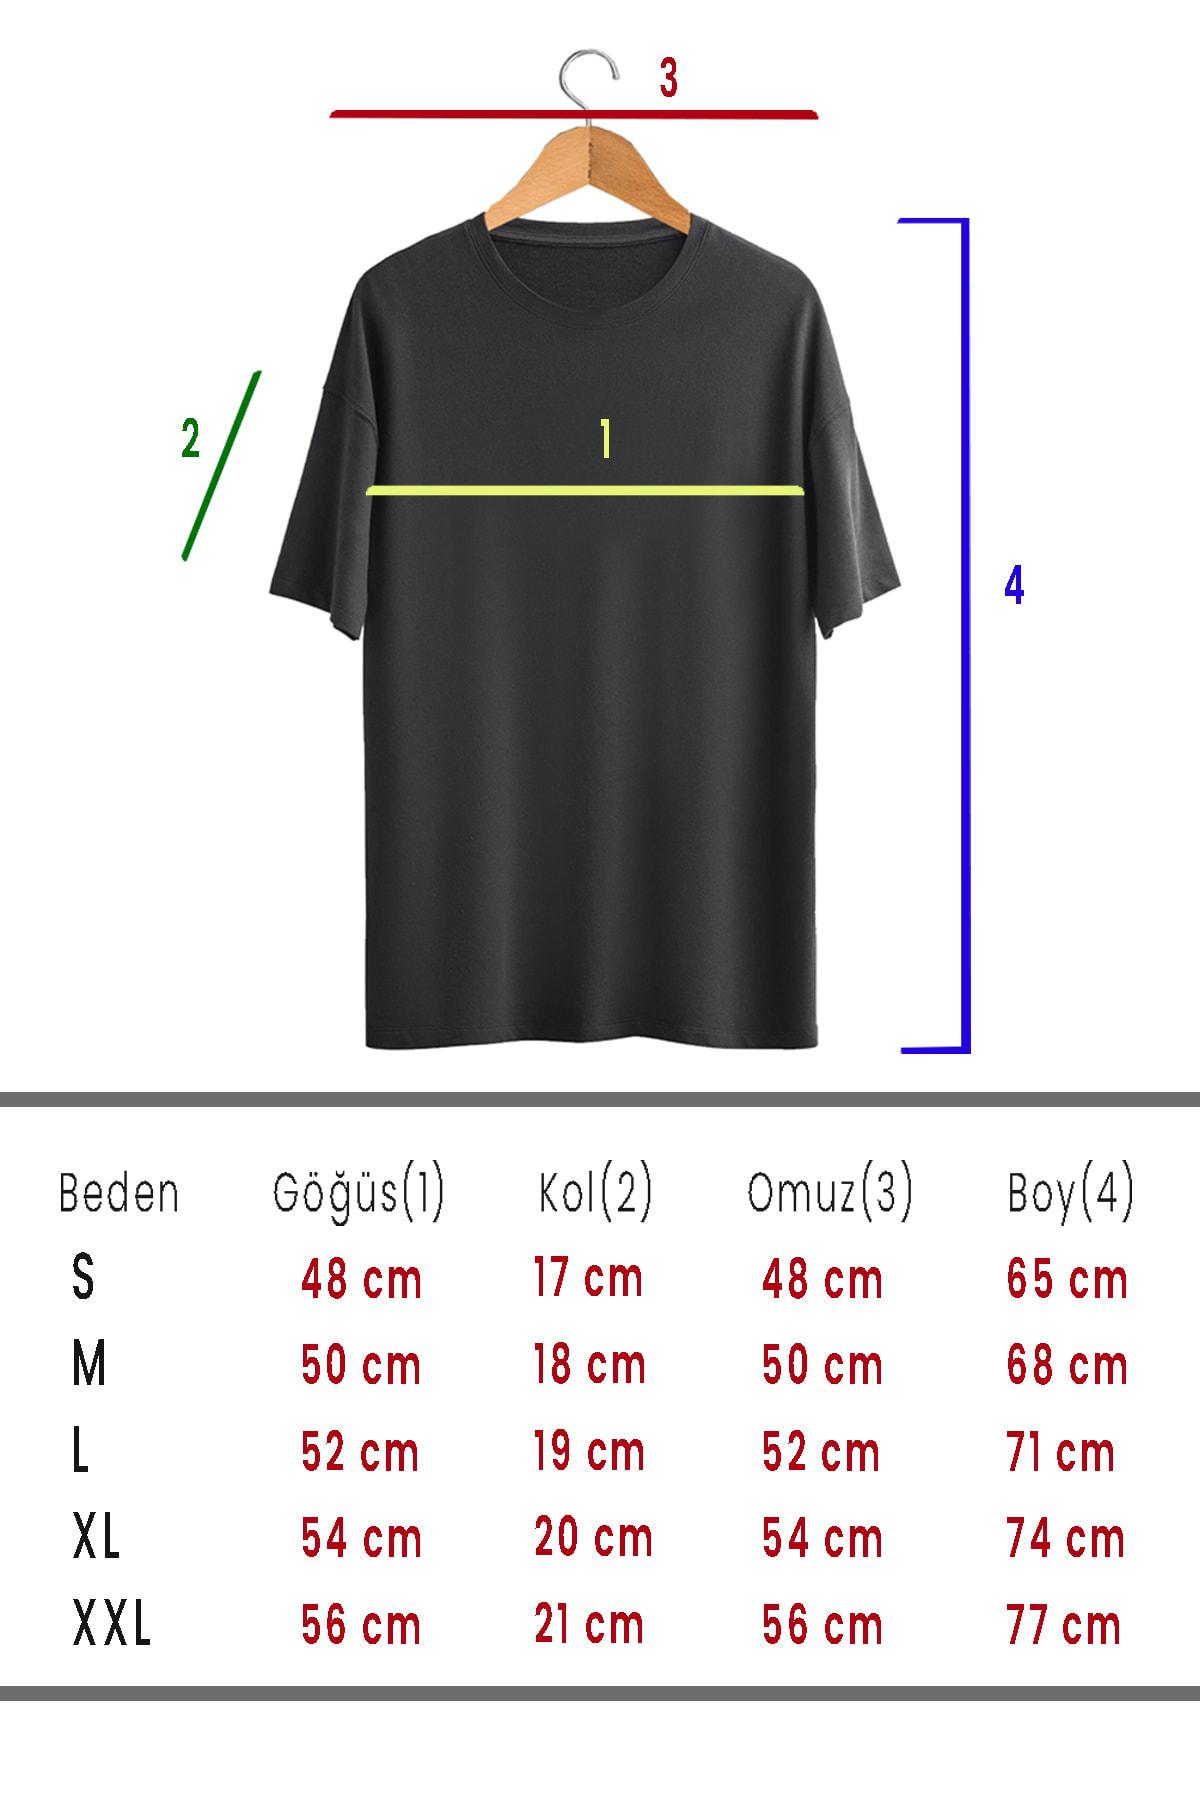 3
2
1
4
Beden Göğüs(1) Kol(2) Omuz(3) Boy(4)
S 48 cm 17 cm 48 cm 65 cm
M 50 cm 18 cm 50 cm 68 cm
L 52 cm 19 cm 52 cm 71 cm
XL 54 cm 20 cm 54 cm 74 cm
XXL 56 cm 21 cm 56 cm 77 cm